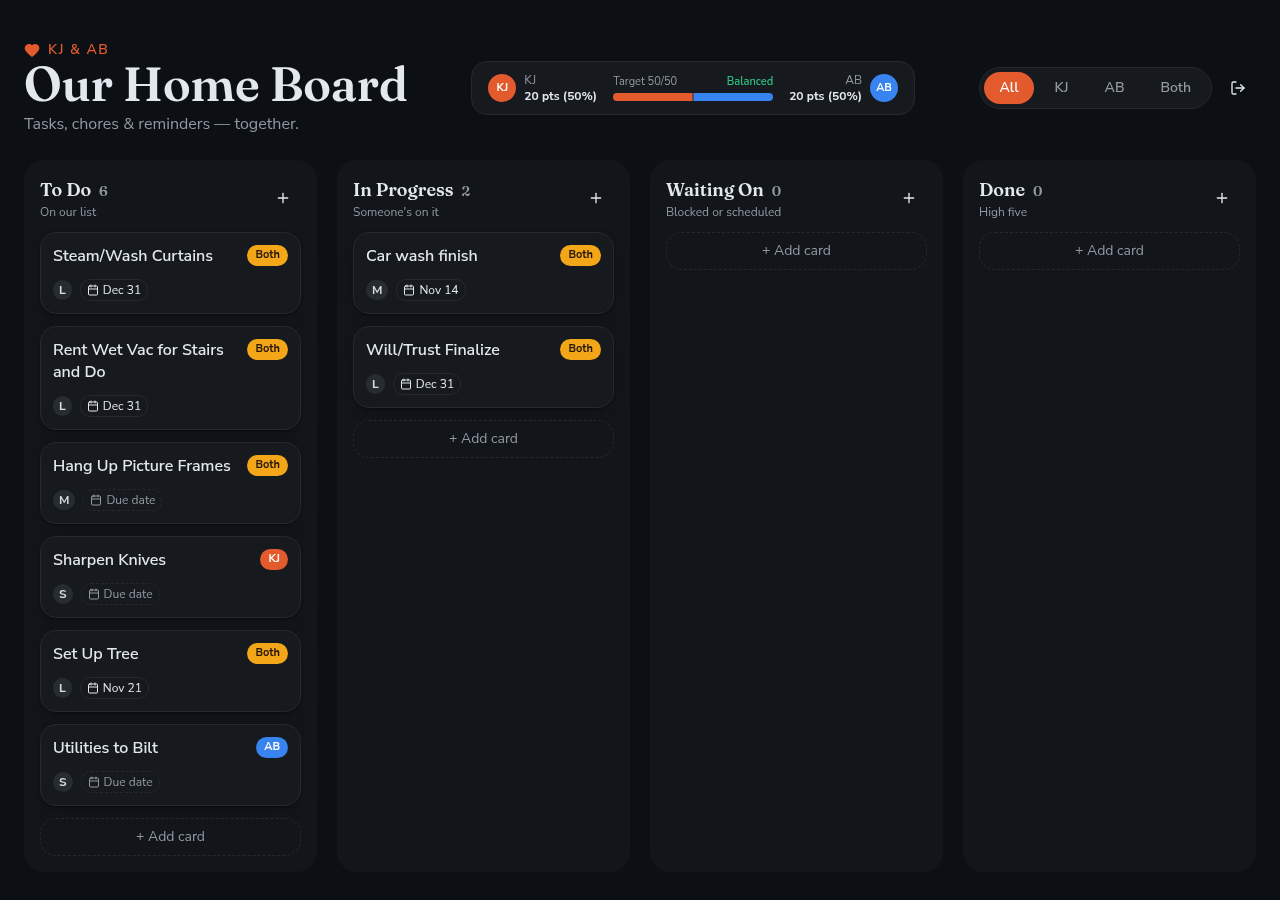 KJ & AB
Our Home Board
Tasks, chores & reminders — together.
KJ
KJ
20 pts (50%)
Target 50/50
Balanced
AB
20 pts (50%)
AB
All
KJ
AB
Both
To Do 6
On our list
Steam/Wash Curtains
Both
L
Dec 31
Rent Wet Vac for Stairs
and Do
Both
L
Dec 31
Hang Up Picture Frames
Both
M
Due date
Sharpen Knives
KJ
S
Due date
Set Up Tree
Both
L
Nov 21
Utilities to Bilt
AB
S
Due date
+ Add card
In Progress 2
Someone's on it
Car wash finish
Both
M
Nov 14
Will/Trust Finalize
Both
L
Dec 31
+ Add card
Waiting On 0
Blocked or scheduled
+ Add card
Done 0
High five
+ Add card